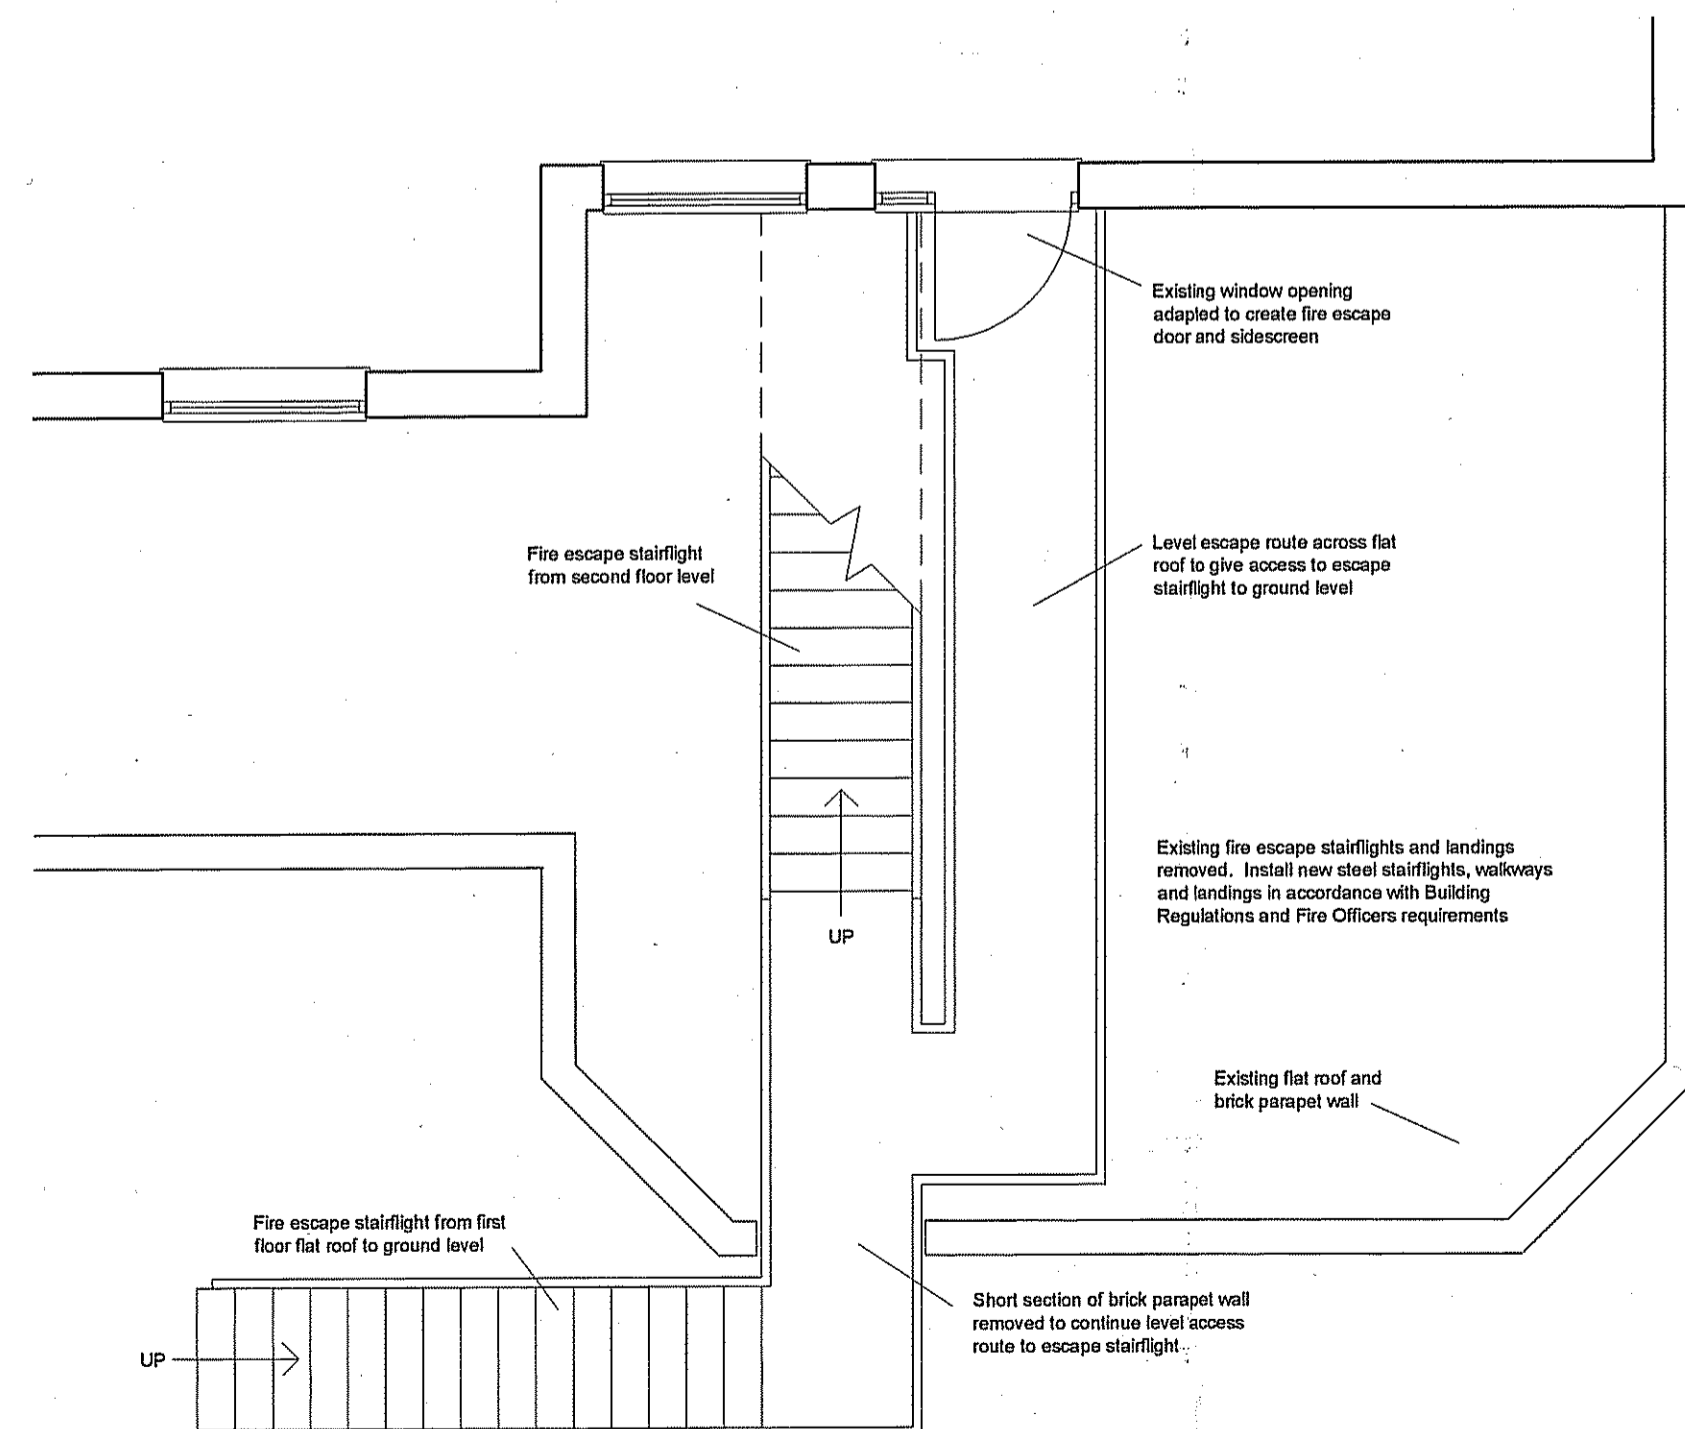 Existing window opening
adapted to create fire escape
door and sidescreen
Fire escape stairflight
from second floor level
Level escape route across flat
roof to give access to escape
stairflight to ground level
Existing fire escape stairflights and landings
removed. Install new steel stairflights, walkways
and landings in accordance with Building
Regulations and Fire Officers requirements
UP
Existing flat roof and
brick parapet wall
Fire escape stairflight from first
floor flat roof to ground level
Short section of brick parapet wall
removed to continue level access
route to escape stairflight
UP